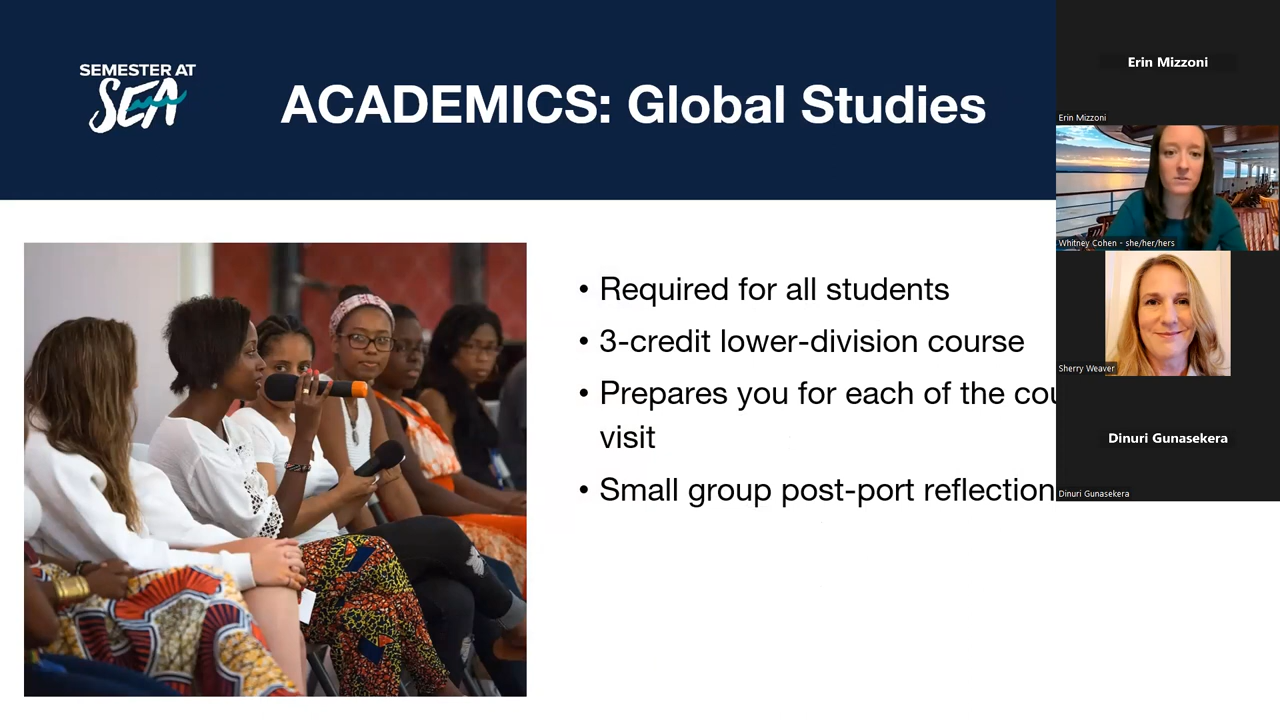 SEMESTER AT
SEA
ACADEMICS: Global Studies
• Required for all students
• 3-credit lower-division course
• Prepares you for each of the
visit
• Small group post-port reflection
Erin Mizzoni
Erin Mizzoni
Whitney Cohen - she/her/hers
Sherry Weaver
Dinuri Gunasekera
Dinuri Gunasekera